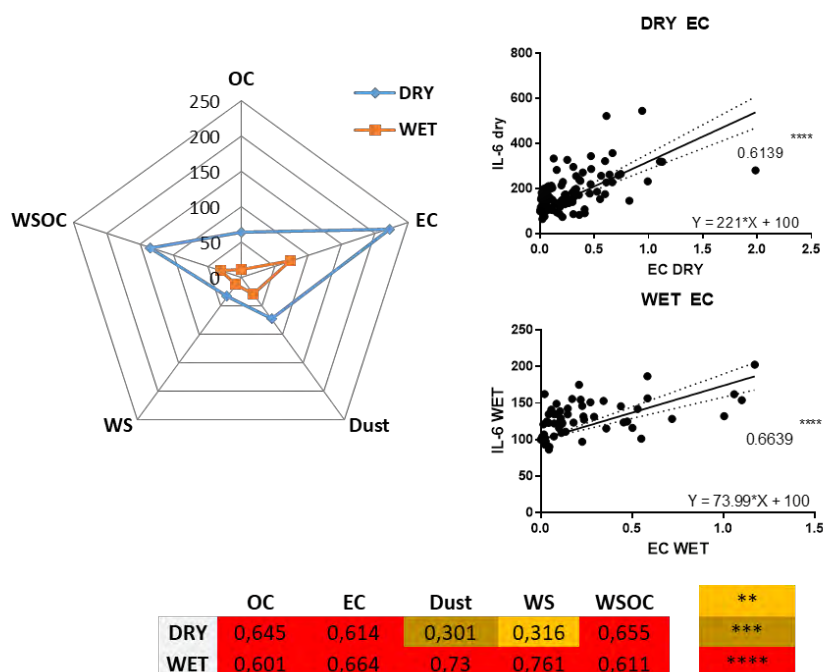 OC
250
200
150
100
50
0
DRY
WET
WSOC
EC
WS
Dust
DRY EC
800
600
400
200
0
IL-6 dry
****
0.6139
Y = 221*X + 100
0.0
0.5
1.0
1.5
2.0
2.5
EC DRY
WET EC
250
200
150
100
50
0
IL-6 WET
****
0.6639
Y = 73.99*X + 100
0.0
0.5
1.0
1.5
EC WET
OC EC Dust WS WSOC
DRY 0,645 0,614 0,301 0,316 0,655
WET 0,601 0,664 0,73 0,761 0,611
**
***
****